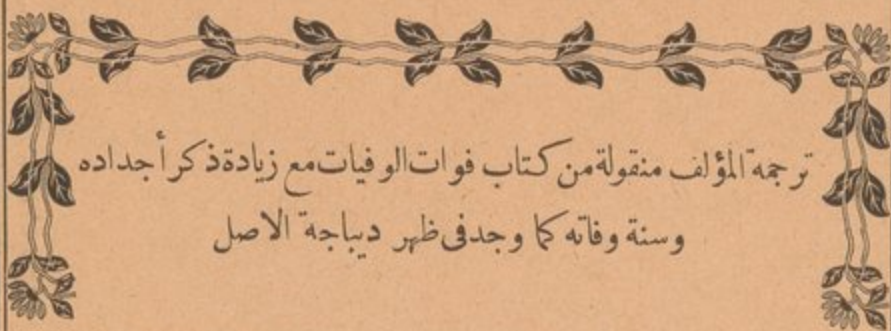 ترجمة المؤلف منقولة من كتاب فوات الوفيات مع زيادة ذكر أجداده
وسنة وفاته كما وجد فى ظهر ديباجة الاصل